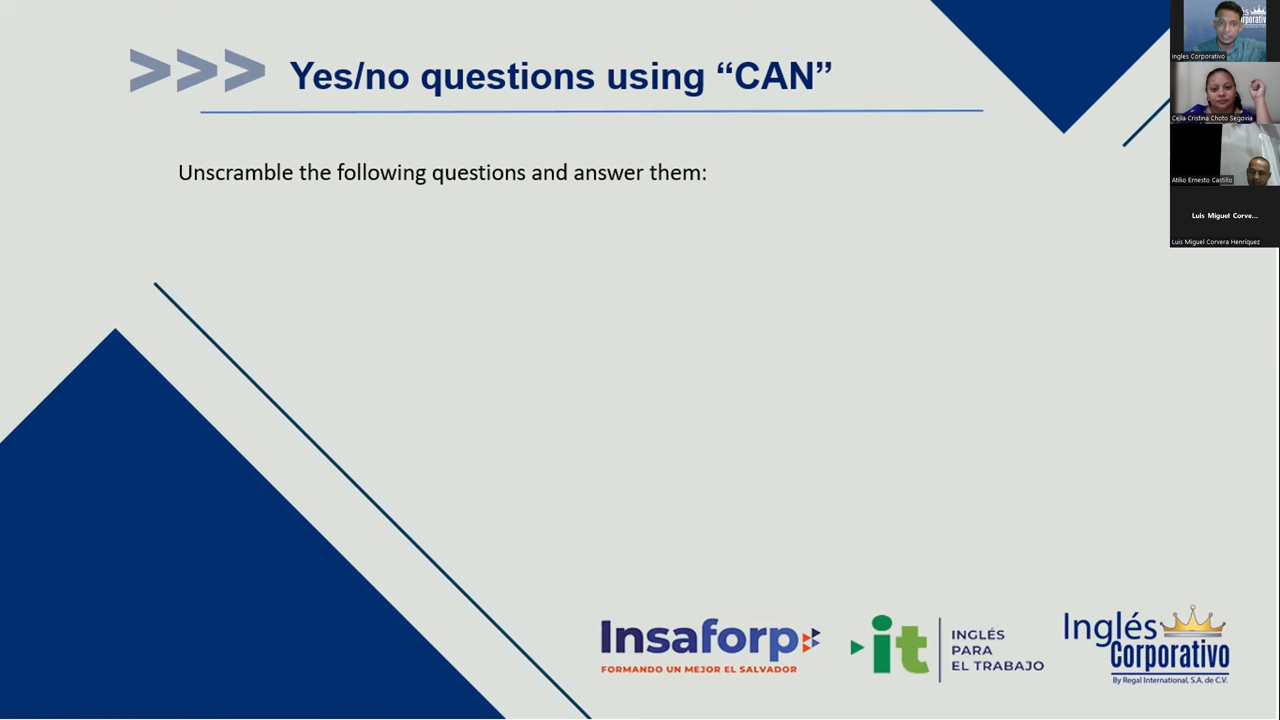 >>> Yes/no questions using “CAN”
Unscramble the following questions and answer them:
Ingles Corporativo
Celia Cristina Choto Segovia
Atilio Ernesto Castillo
Luis Miguel Corve...
Luis Miguel Corvera Henríquez
Insaforp
FORMANDO UN MEJOR EL SALVADOR
it
INGLÉS
PARA
EL TRABAJO
Inglés
Corporativo
By Regal International, S.A. de C.V.